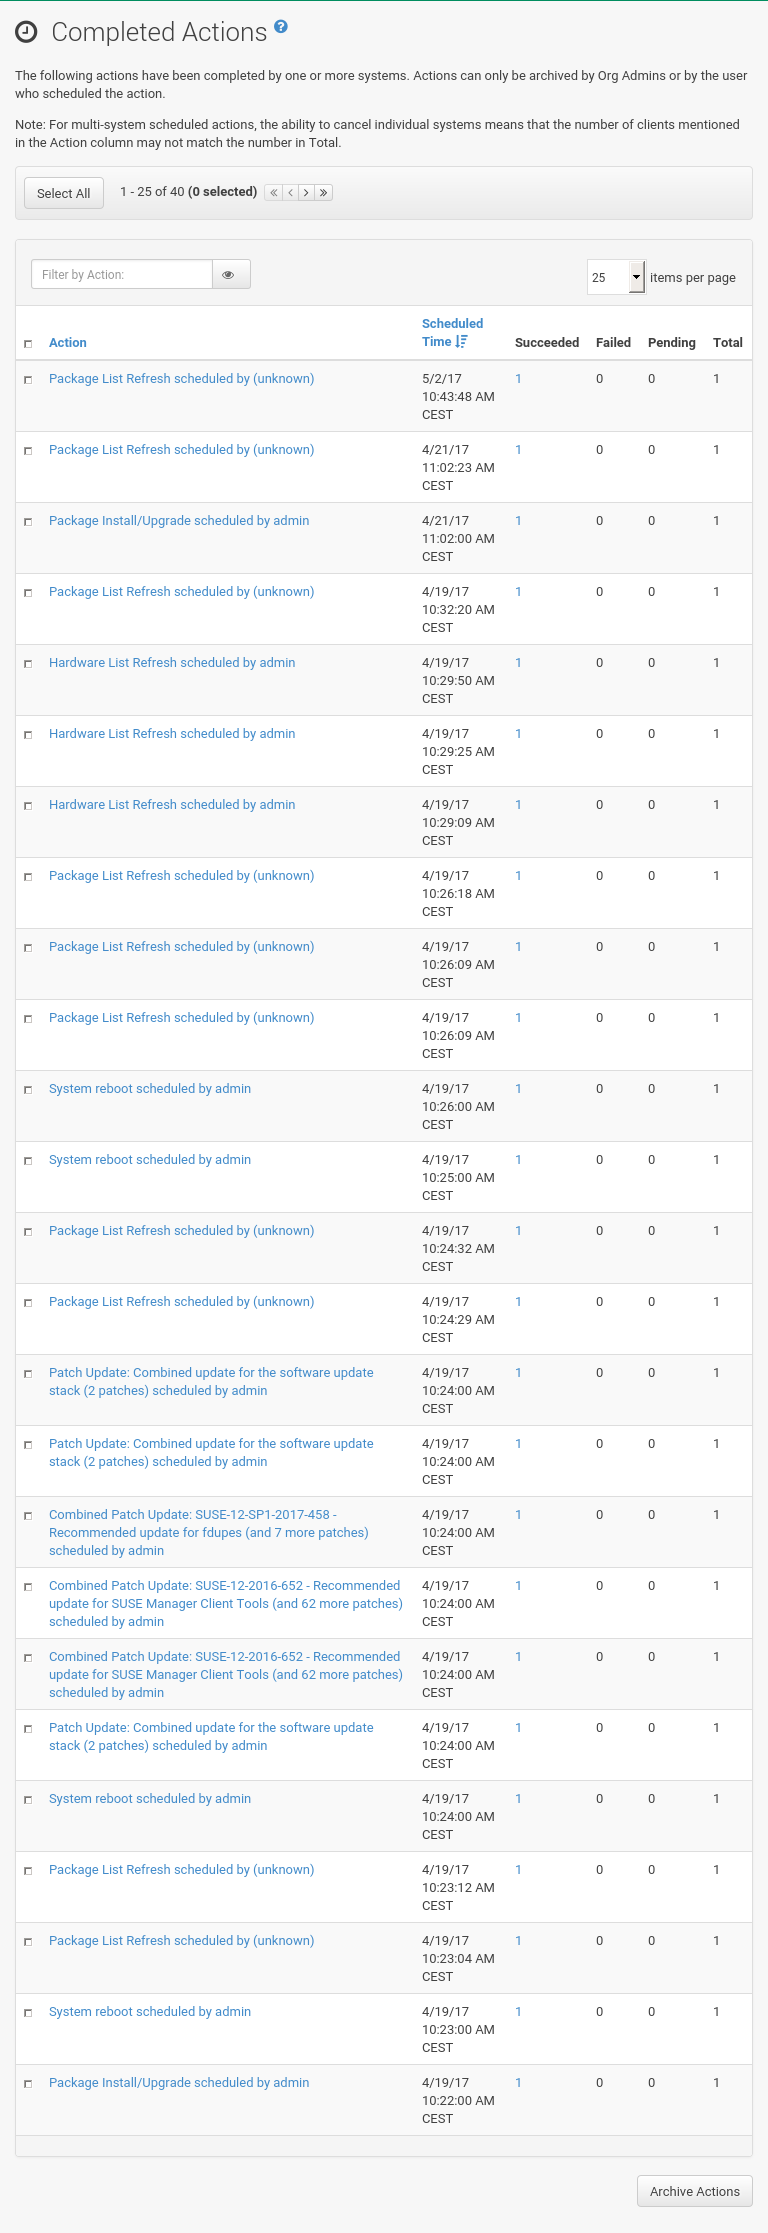 Completed Actions
The following actions have been completed by one or more systems. Actions can only be archived by Org Admins or by the user
who scheduled the action.
Note: For multi-system scheduled actions, the ability to cancel individual systems means that the number of clients mentioned
in the Action column may not match the number in Total.
Select All 1 - 25 of 40 (0 selected)
Filter by Action: 25 items per page
Action Scheduled Time Succeeded Failed Pending Total
Package List Refresh scheduled by (unknown) 5/2/17 1 0 0 1
10:43:48 AM
CEST
Package List Refresh scheduled by (unknown) 4/21/17 1 0 0 1
11:02:23 AM
CEST
Package Install/Upgrade scheduled by admin 4/21/17 1 0 0 1
11:02:00 AM
CEST
Package List Refresh scheduled by (unknown) 4/19/17 1 0 0 1
10:32:20 AM
CEST
Hardware List Refresh scheduled by admin 4/19/17 1 0 0 1
10:29:50 AM
CEST
Hardware List Refresh scheduled by admin 4/19/17 1 0 0 1
10:29:25 AM
CEST
Hardware List Refresh scheduled by admin 4/19/17 1 0 0 1
10:29:09 AM
CEST
Package List Refresh scheduled by (unknown) 4/19/17 1 0 0 1
10:26:18 AM
CEST
Package List Refresh scheduled by (unknown) 4/19/17 1 0 0 1
10:26:09 AM
CEST
Package List Refresh scheduled by (unknown) 4/19/17 1 0 0 1
10:26:09 AM
CEST
System reboot scheduled by admin 4/19/17 1 0 0 1
10:26:00 AM
CEST
System reboot scheduled by admin 4/19/17 1 0 0 1
10:25:00 AM
CEST
Package List Refresh scheduled by (unknown) 4/19/17 1 0 0 1
10:24:32 AM
CEST
Package List Refresh scheduled by (unknown) 4/19/17 1 0 0 1
10:24:29 AM
CEST
Patch Update: Combined update for the software update 4/19/17 1 0 0 1
stack (2 patches) scheduled by admin 10:24:00 AM
CEST
Patch Update: Combined update for the software update 4/19/17 1 0 0 1
stack (2 patches) scheduled by admin 10:24:00 AM
CEST
Combined Patch Update: SUSE-12-SP1-2017-458 - 4/19/17 1 0 0 1
Recommended update for fdupes (and 7 more patches) 10:24:00 AM
scheduled by admin CEST
Combined Patch Update: SUSE-12-2016-652 - Recommended 4/19/17 1 0 0 1
update for SUSE Manager Client Tools (and 62 more patches) 10:24:00 AM
scheduled by admin CEST
Combined Patch Update: SUSE-12-2016-652 - Recommended 4/19/17 1 0 0 1
update for SUSE Manager Client Tools (and 62 more patches) 10:24:00 AM
scheduled by admin CEST
Patch Update: Combined update for the software update 4/19/17 1 0 0 1
stack (2 patches) scheduled by admin 10:24:00 AM
CEST
System reboot scheduled by admin 4/19/17 1 0 0 1
10:24:00 AM
CEST
Package List Refresh scheduled by (unknown) 4/19/17 1 0 0 1
10:23:12 AM
CEST
Package List Refresh scheduled by (unknown) 4/19/17 1 0 0 1
10:23:04 AM
CEST
System reboot scheduled by admin 4/19/17 1 0 0 1
10:23:00 AM
CEST
Package Install/Upgrade scheduled by admin 4/19/17 1 0 0 1
10:22:00 AM
CEST
Archive Actions